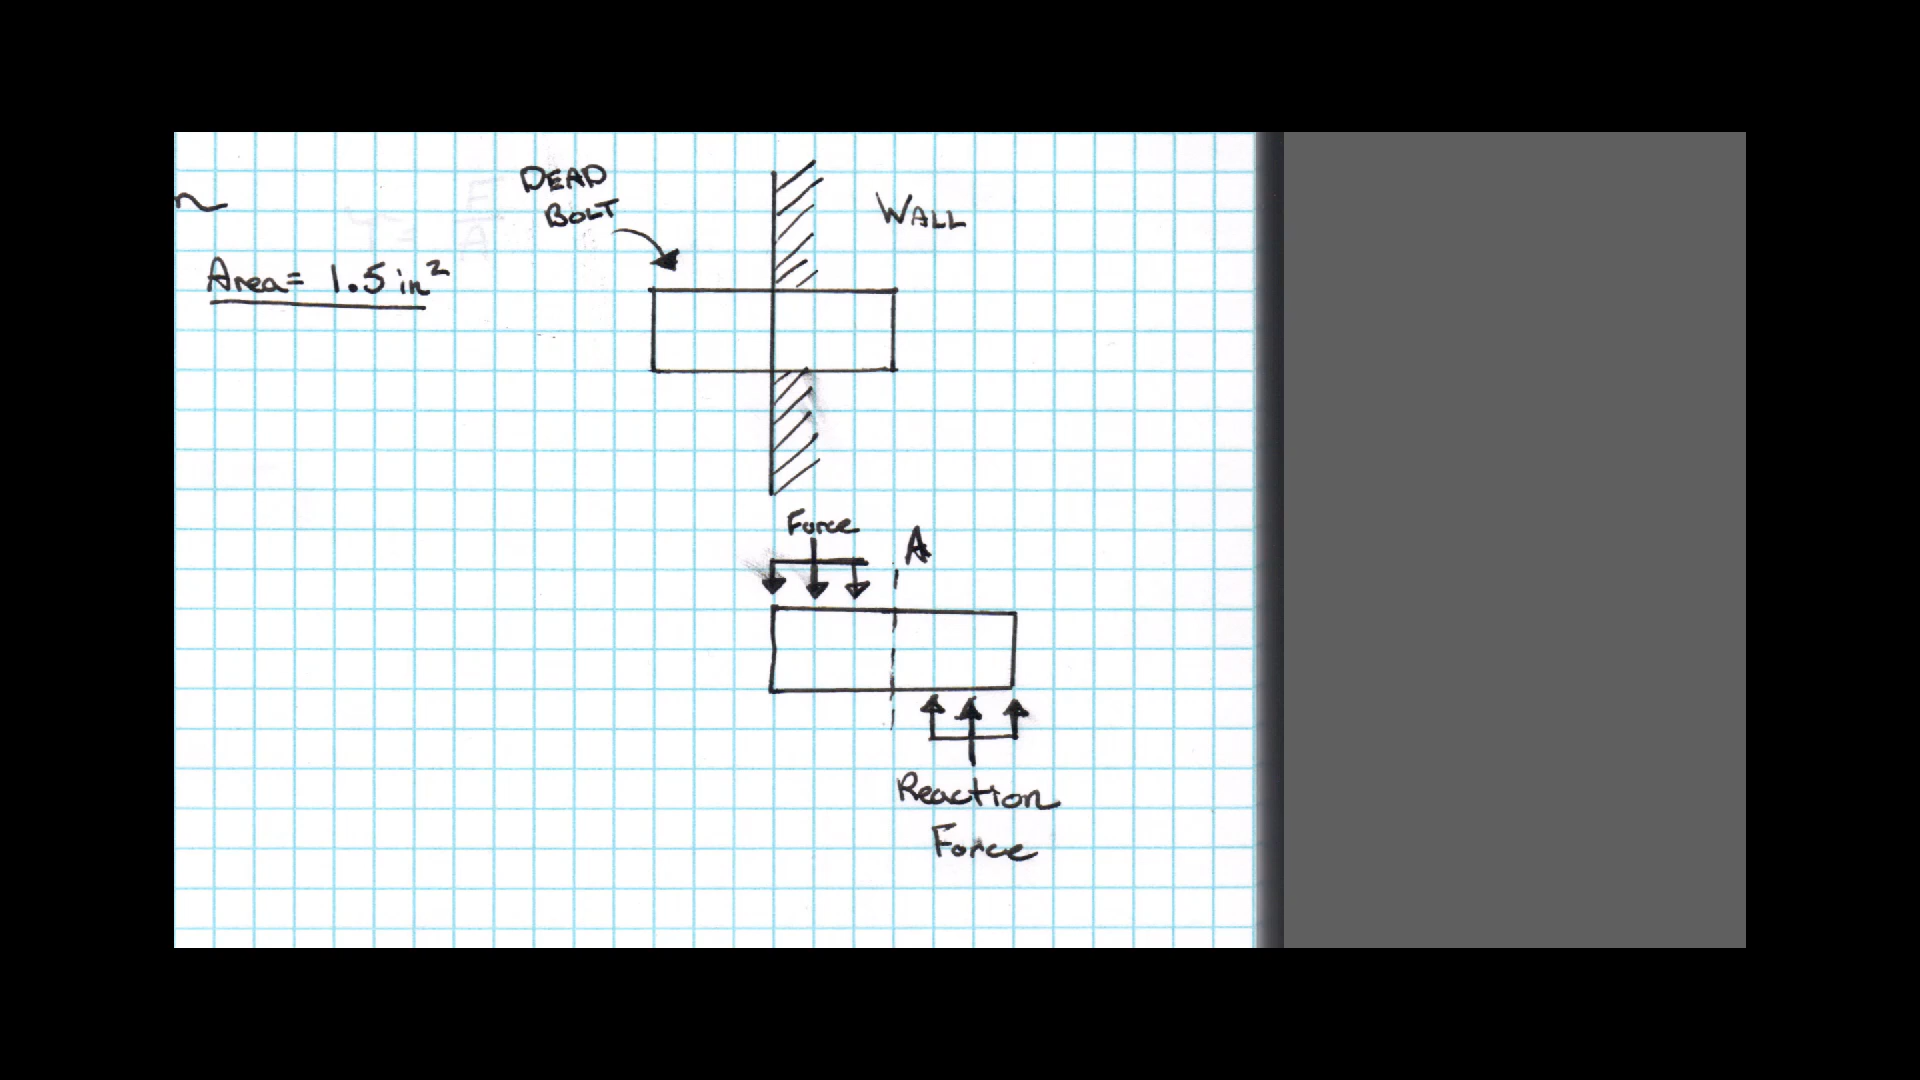 DEAD
BOLT
WALL
Area = 1.5 in²
Force
A
Reaction
Force